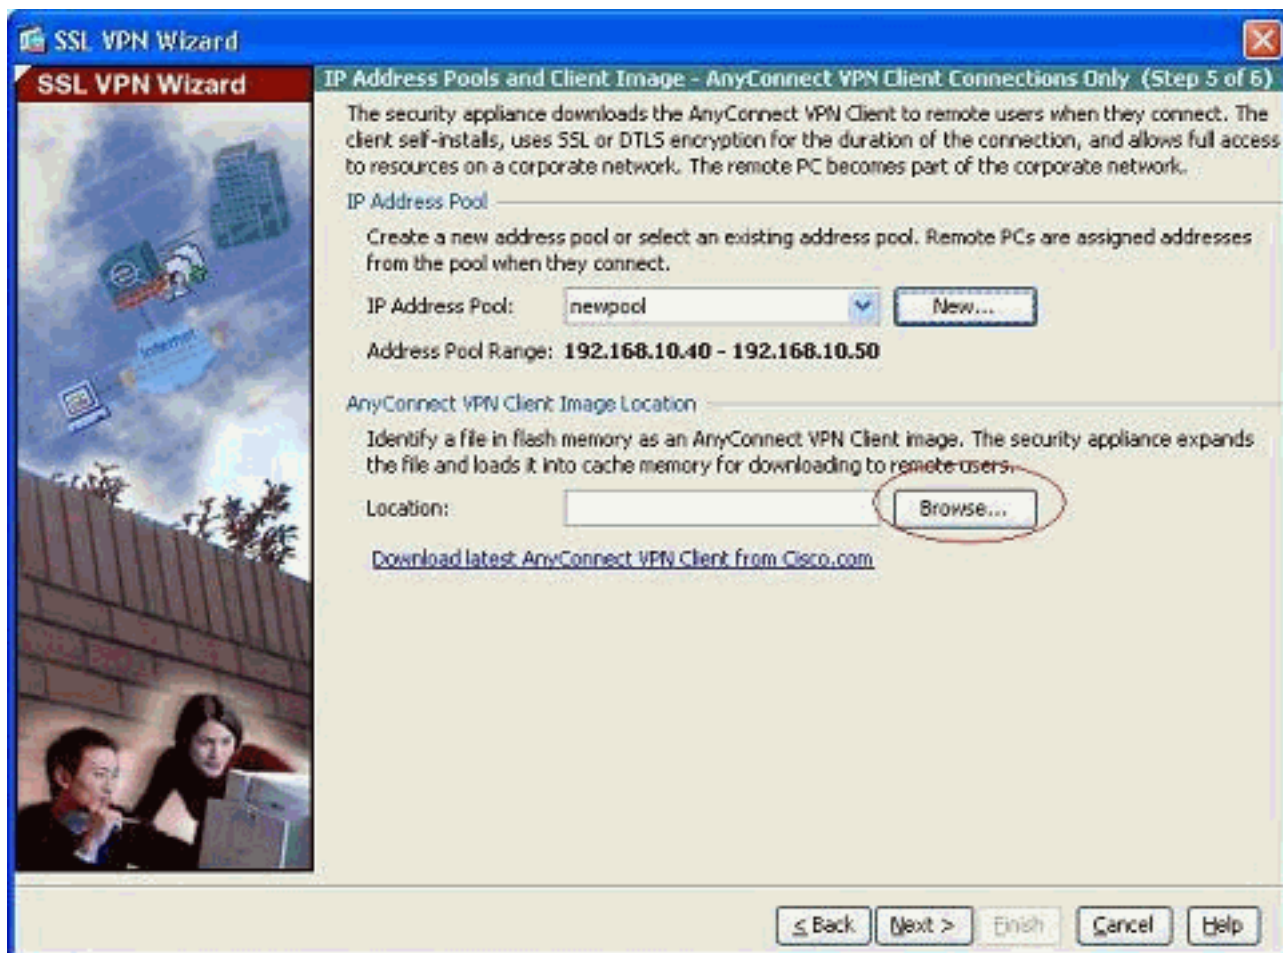 SSL VPN Wizard
SSL VPN Wizard
IP Address Pools and Client Image - AnyConnect VPN Client Connections Only (Step 5 of 6)
The security appliance downloads the AnyConnect VPN Client to remote users when they connect. The
client self-installs, uses SSL or DTLS encryption for the duration of the connection, and allows full access
to resources on a corporate network. The remote PC becomes part of the corporate network.
IP Address Pool
Create a new address pool or select an existing address pool. Remote PCs are assigned addresses
from the pool when they connect.
IP Address Pool: newpool New...
Address Pool Range: 192.168.10.40 - 192.168.10.50
AnyConnect VPN Client Image Location
Identify a file in flash memory as an AnyConnect VPN Client image. The security appliance expands
the file and loads it into cache memory for downloading to remote users.
Location: Browse...
Download latest AnyConnect VPN Client from Cisco.com
Internet
< Back Next > Finish Cancel Help